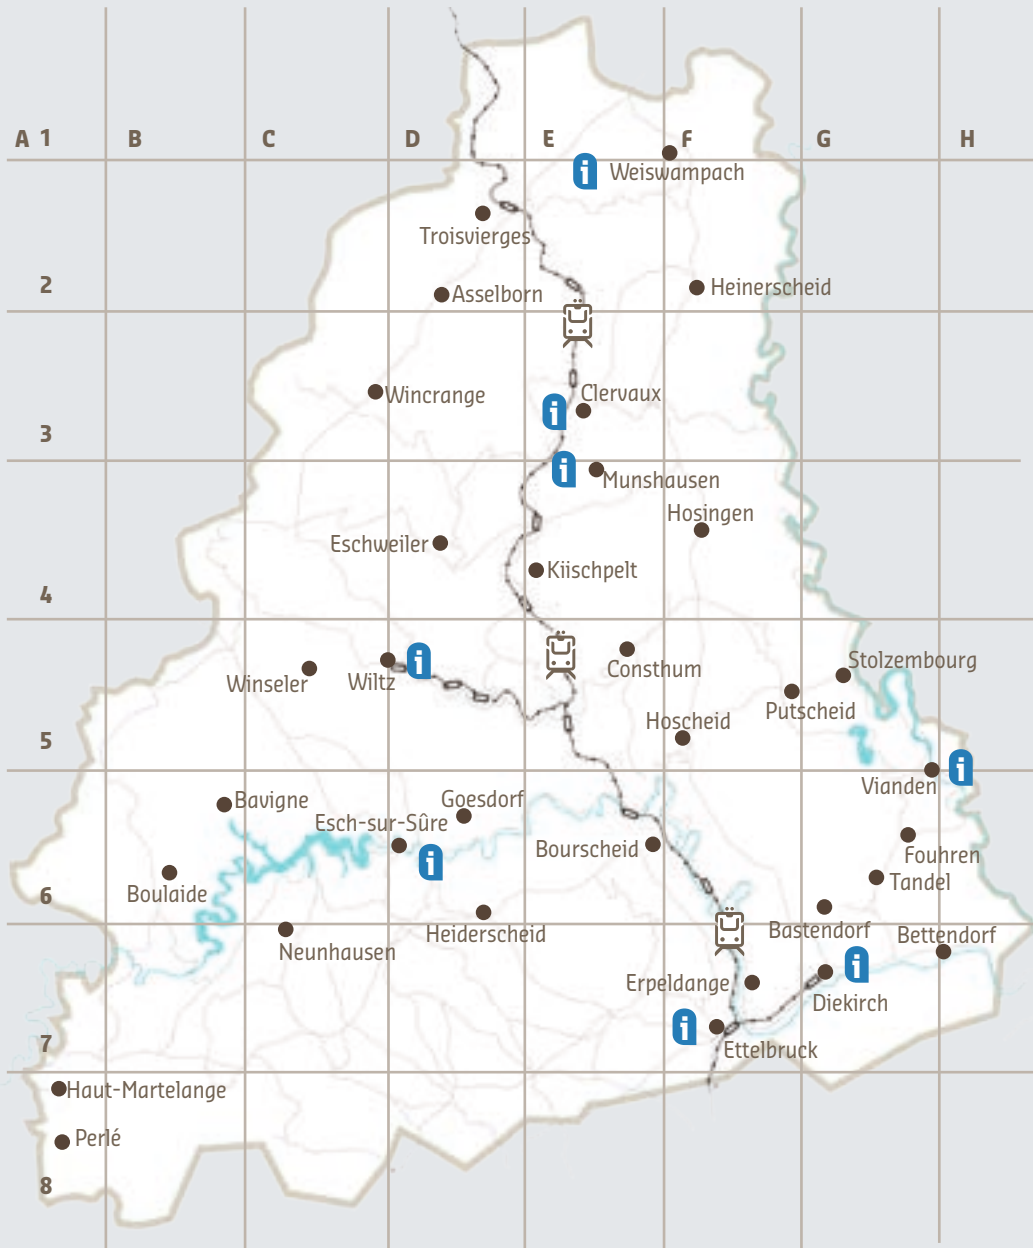 A 1 B C D E F G H
i Weiswampach
Troisvierges
2 Heinerscheid
Asselborn
Clervaux
Wincrange
i
3
i Munshausen
Hosingen
Eschweiler
Kiischpelt
4
i
Stolzembourg
Consthum
Winseler Wiltz
Putscheid
Hoscheid
5
i
Vianden
Bavigne Goesdorf
Esch-sur-Sûre
Bourscheid Fouhren
i
Tandel
Boulaide
6
Bastendorf
Heiderscheid Bettendorf
Neunhausen
i
Erpeldange
Diekirch
i
7
Ettelbruck
Haut-Martelange
Perlé
8